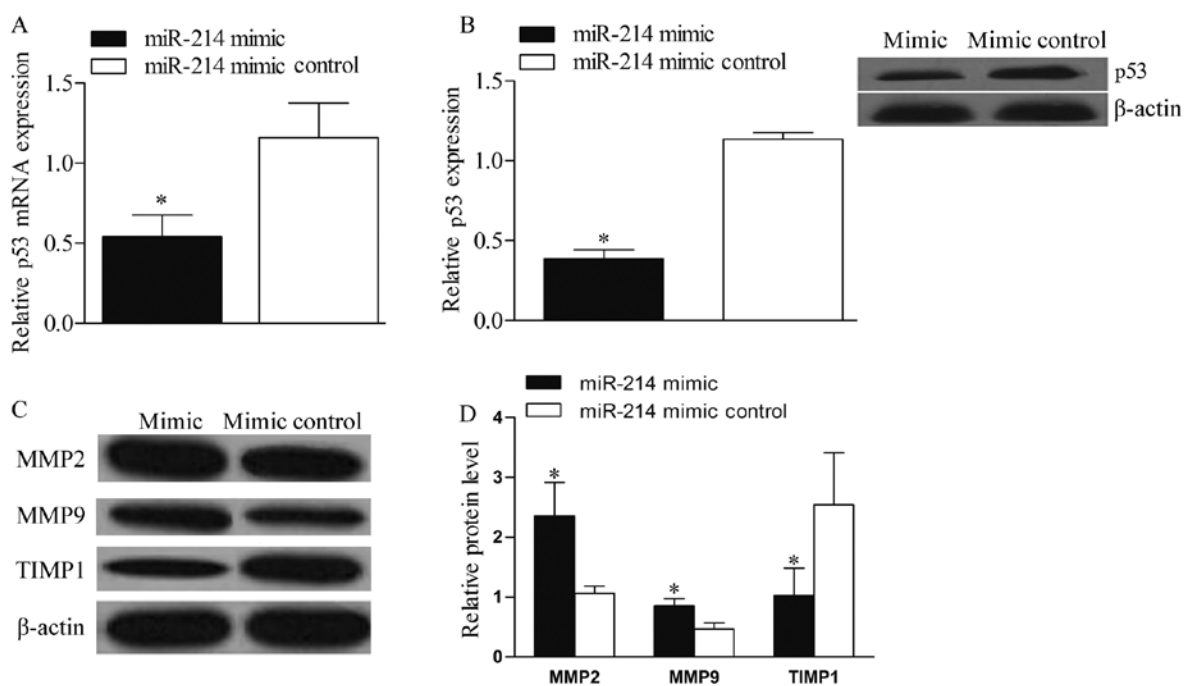 A
miR-214 mimic
miR-214 mimic control
Relative p53 mRNA expression
1.5
1.0
0.5
0.0
*
B
miR-214 mimic
miR-214 mimic control
Relative p53 expression
1.5
1.0
0.5
0.0
*
Mimic Mimic control
p53
β-actin
C
Mimic Mimic control
MMP2
MMP9
TIMP1
β-actin
D
miR-214 mimic
miR-214 mimic control
Relative protein level
4
3
2
1
0
* * *
MMP2 MMP9 TIMP1